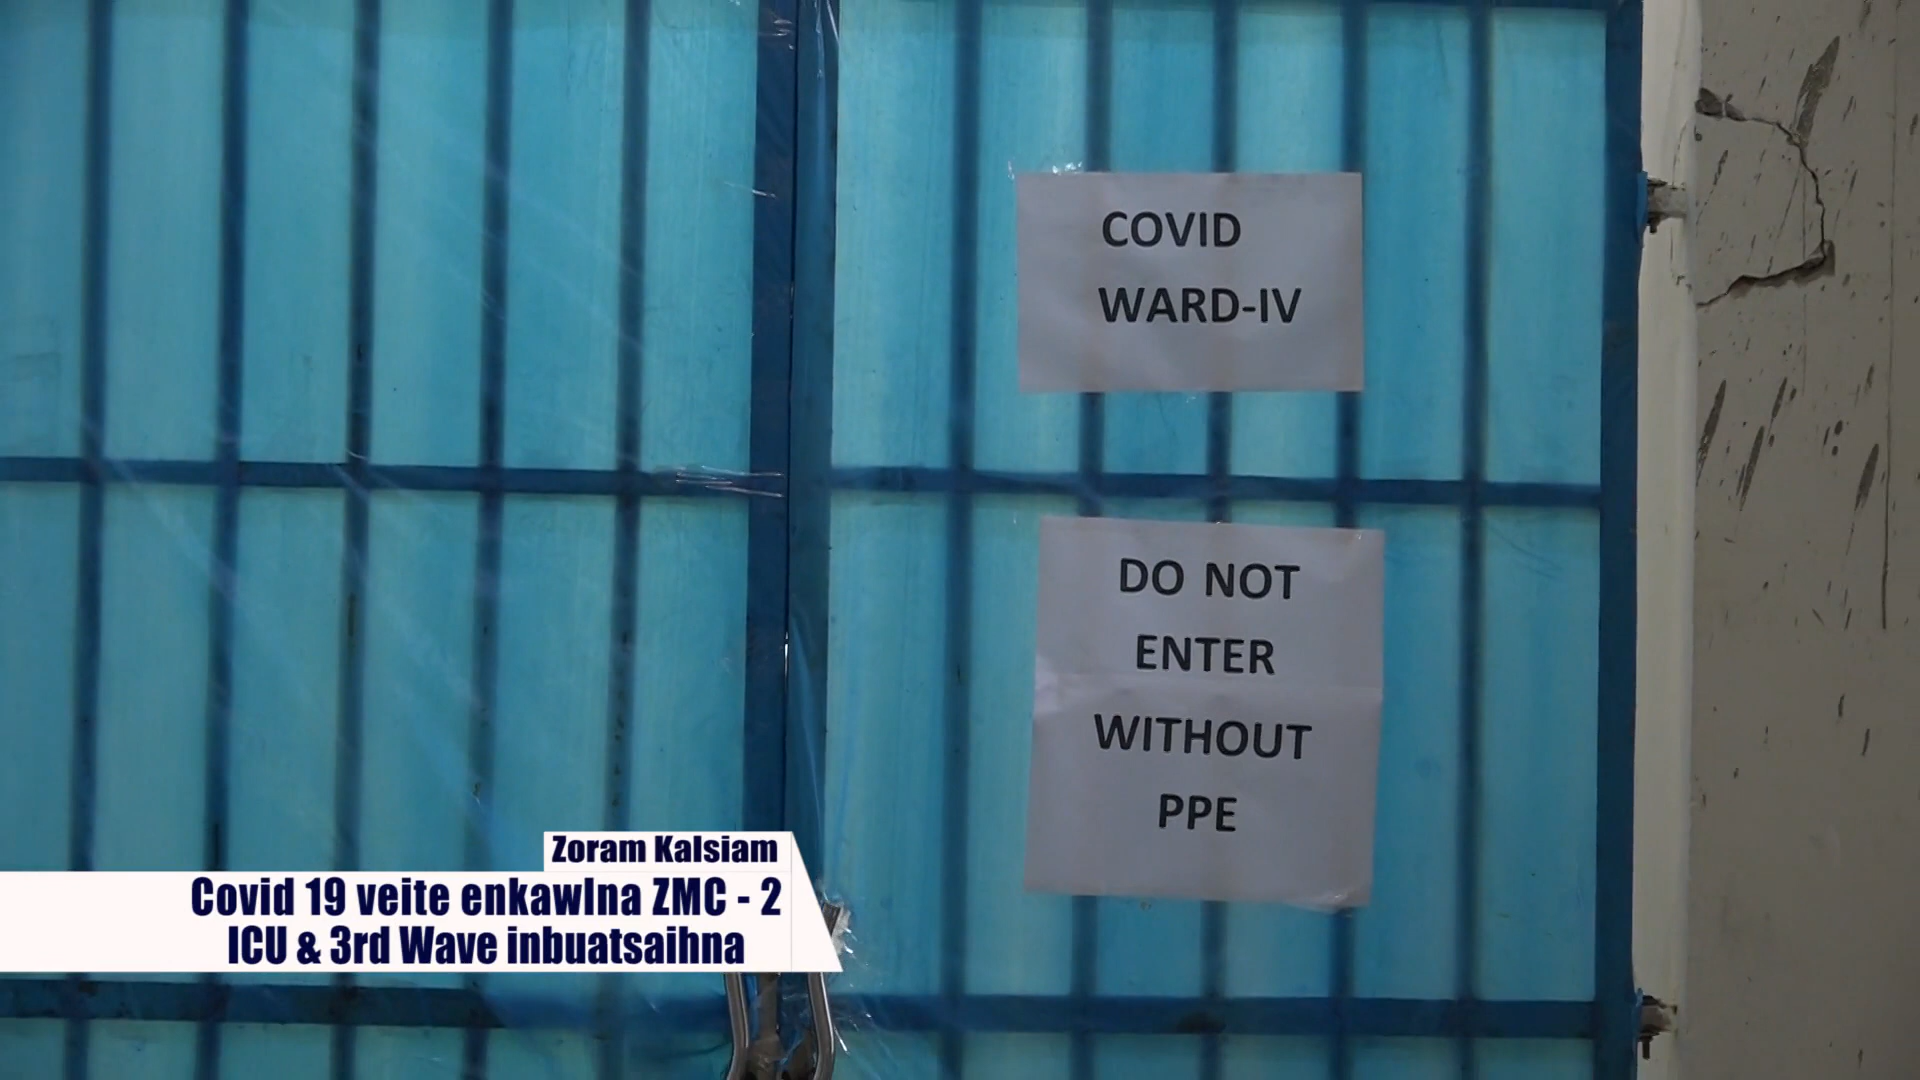 COVID
WARD-IV
DO NOT
ENTER
WITHOUT
PPE
Zoram Kalsiam
Covid 19 veite enkawlna ZMC - 2
ICU & 3rd Wave inbuatsaihna